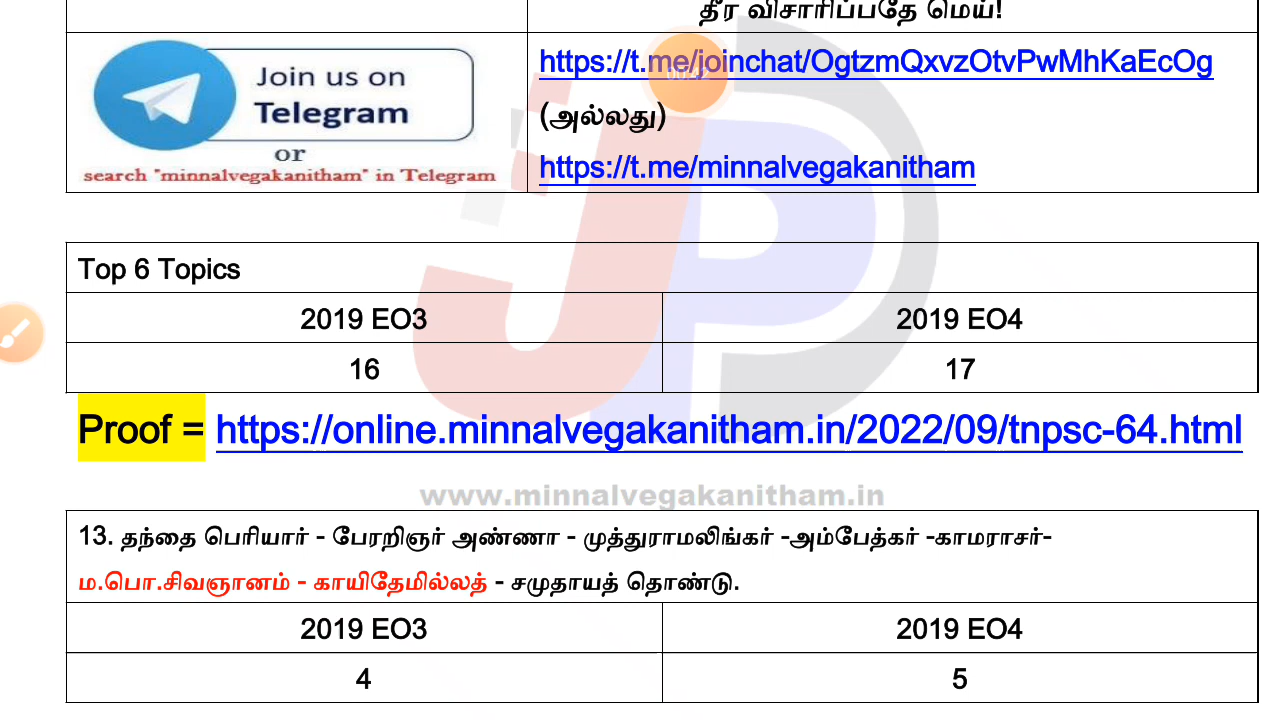 தீர விசாரிப்பதே மெய்!
Join us on
Telegram
or
search "minnalvegakanitham" in Telegram
https://t.me/joinchat/OgtzmQxvzOtvPwMhKaEcOg
(அல்லது)
https://t.me/minnalvegakanitham
00:42
Top 6 Topics
2019 EO3 2019 EO4
16 17
Proof = https://online.minnalvegakanitham.in/2022/09/tnpsc-64.html
www.minnalvegakanitham.in
13. தந்தை பெரியார் - பேரறிஞர் அண்ணா - முத்துராமலிங்கர் -அம்பேத்கர் -காமராசர்-
ம.பொ.சிவஞானம் - காயிதேமில்லத் - சமுதாயத் தொண்டு.
2019 EO3 2019 EO4
4 5